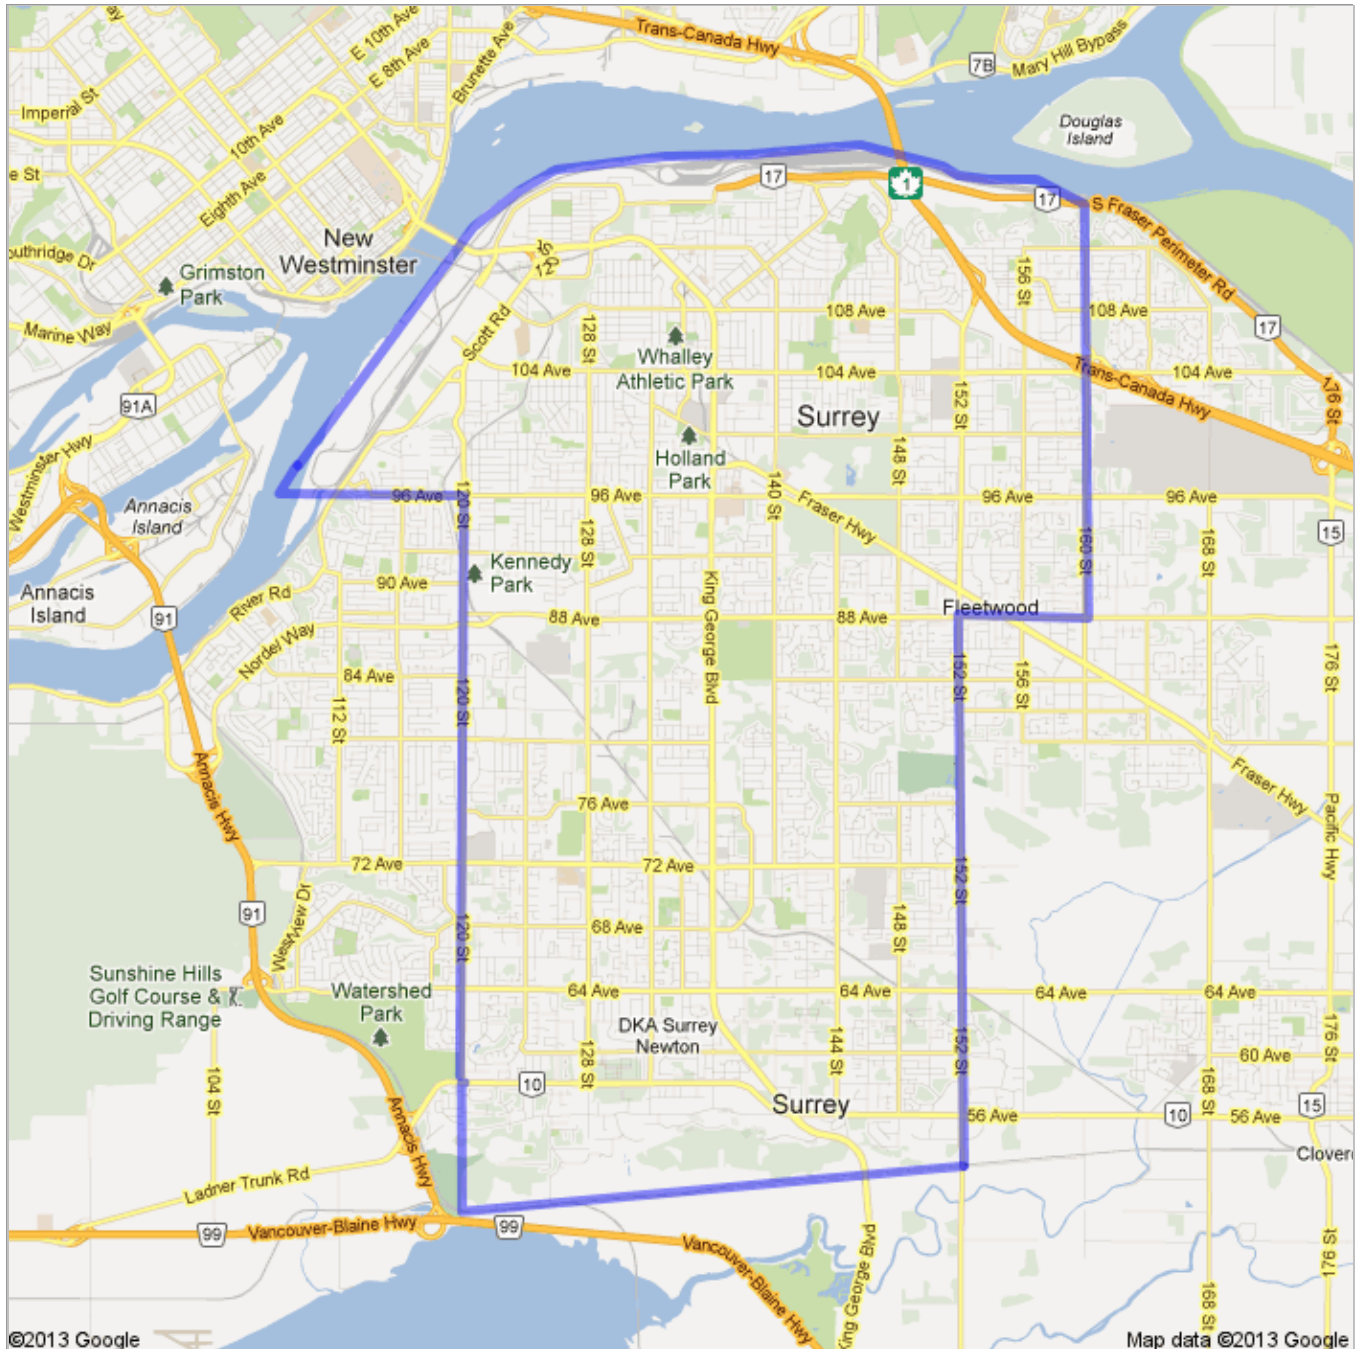 Trans-Canada Hwy
Mary Hill Bypass
7B
E 10th Ave
E 8th Ave
Brunette Ave
Imperial St
10th Ave
Eighth Ave
Douglas
Island
e St
17
1
17
S Fraser Perimeter Rd
New
Westminster
outhridge Dr
Grimston
Park
Marine Way
156 St
108 Ave
108 Ave
17
Scott Rd
128 St
Whalley
Athletic Park
104 Ave
104 Ave
104 Ave
Trans-Canada Hwy
176 St
91A
Surrey
152 St
148 St
Holland
Park
Westminster Hwy
Annacis
Island
96 Ave
120 St
96 Ave
140 St
Fraser Hwy
96 Ave
96 Ave
15
128 St
160 St
168 St
Kennedy
Park
90 Ave
River Rd
Annacis
Island
91
Nordel Way
88 Ave
King George Blvd
88 Ave
Fleetwood
84 Ave
112 St
120 St
152 St
156 St
176 St
Annacis Hwy
Fraser Hwy
76 Ave
Pacific Hwy
72 Ave
72 Ave
152 St
91
Westview Dr
120 St
68 Ave
148 St
Sunshine Hills
Golf Course &
Driving Range
Watershed
Park
64 Ave
64 Ave
64 Ave
64 Ave
DKA Surrey
Newton
128 St
144 St
152 St
176 St
60 Ave
104 St
10
Surrey
168 St
15
56 Ave
10
56 Ave
Annacis Hwy
Clover
Ladner Trunk Rd
99
Vancouver-Blaine Hwy
99
Vancouver-Blaine Hwy
King George Blvd
176 St
168 St
©2013 Google
Map data ©2013 Google